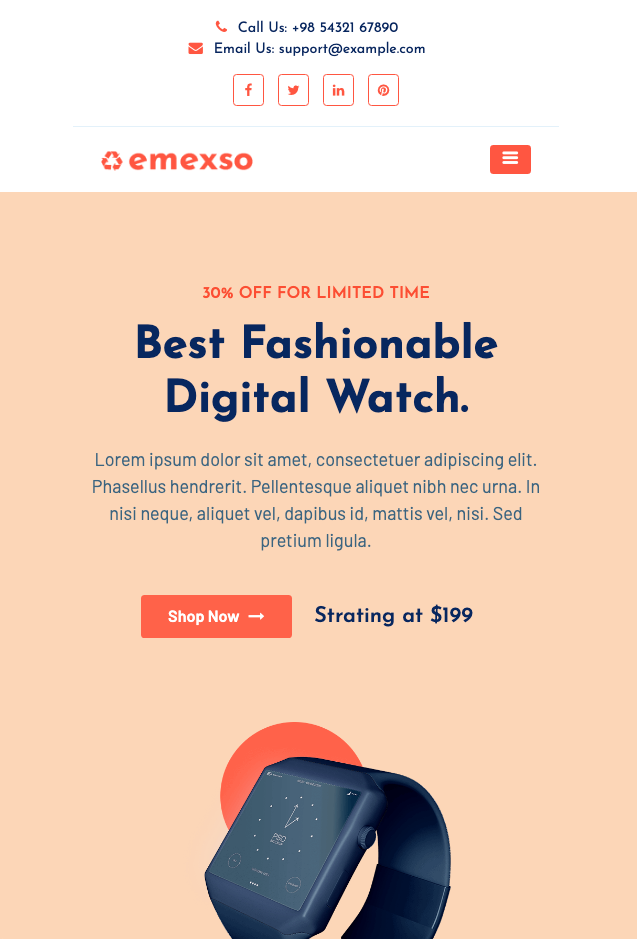 Call Us: +98 54321 67890
Email Us: support@example.com
emexso
30% OFF FOR LIMITED TIME
Best Fashionable
Digital Watch.
Lorem ipsum dolor sit amet, consectetuer adipiscing elit.
Phasellus hendrerit. Pellentesque aliquet nibh nec urna. In
nisi neque, aliquet vel, dapibus id, mattis vel, nisi. Sed
pretium ligula.
Shop Now
Strating at $199
PSD